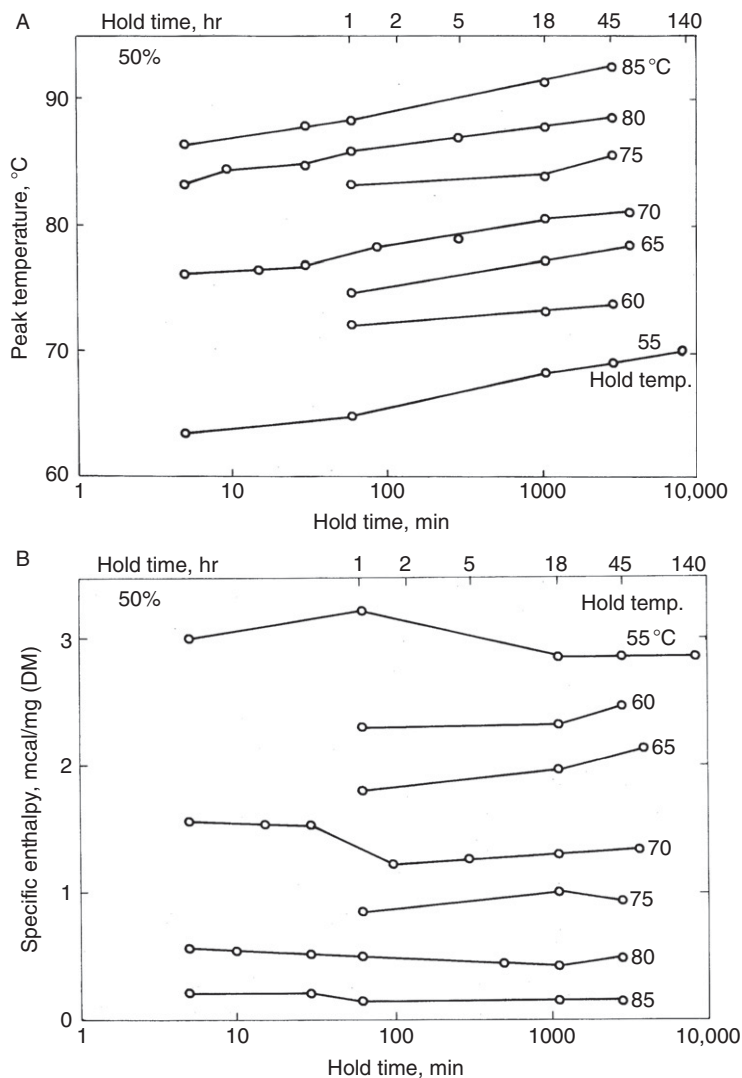 A
Hold time, hr 1 2 5 18 45 140
50%
85 °C
90
80
75
80
70
65
60
70
55
Hold temp.
60
1 10 100 1000 10,000
Peak temperature, °C
Hold time, min
B
Hold time, hr 1 2 5 18 45 140
50%
Hold temp.
3
55 °C
60
2
65
70
1
75
80
85
0
1 10 100 1000 10,000
Specific enthalpy, mcal/mg (DM)
Hold time, min